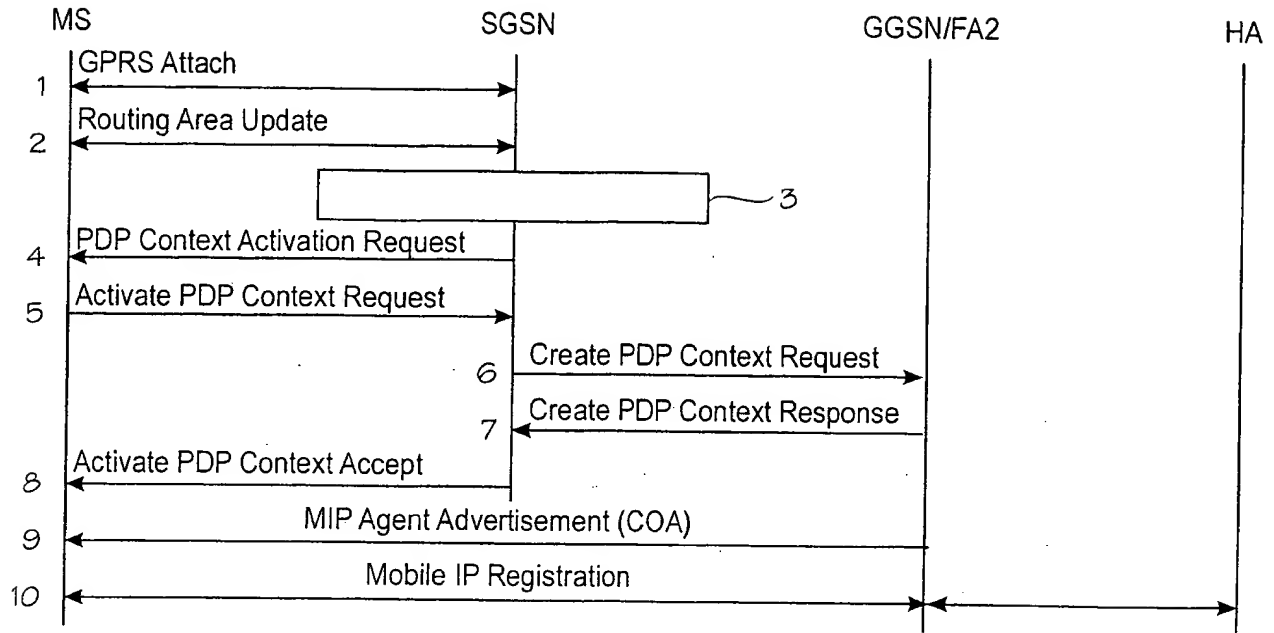 MS SGSN GGSN/FA2 HA
GPRS Attach
1
Routing Area Update
2
3
PDP Context Activation Request
4
Activate PDP Context Request
5
Create PDP Context Request
6
Create PDP Context Response
7
Activate PDP Context Accept
8
MIP Agent Advertisement (COA)
9
Mobile IP Registration
10